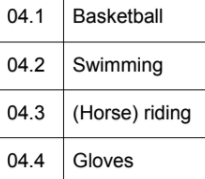 04.1 Basketball
04.2 Swimming
04.3 (Horse) riding
04.4 Gloves